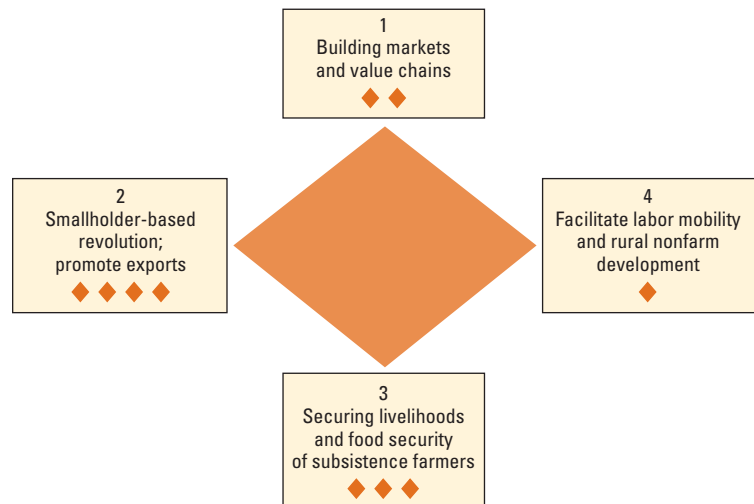 1
Building markets
and value chains
2
Smallholder-based
revolution;
promote exports
4
Facilitate labor mobility
and rural nonfarm
development
3
Securing livelihoods
and food security
of subsistence farmers